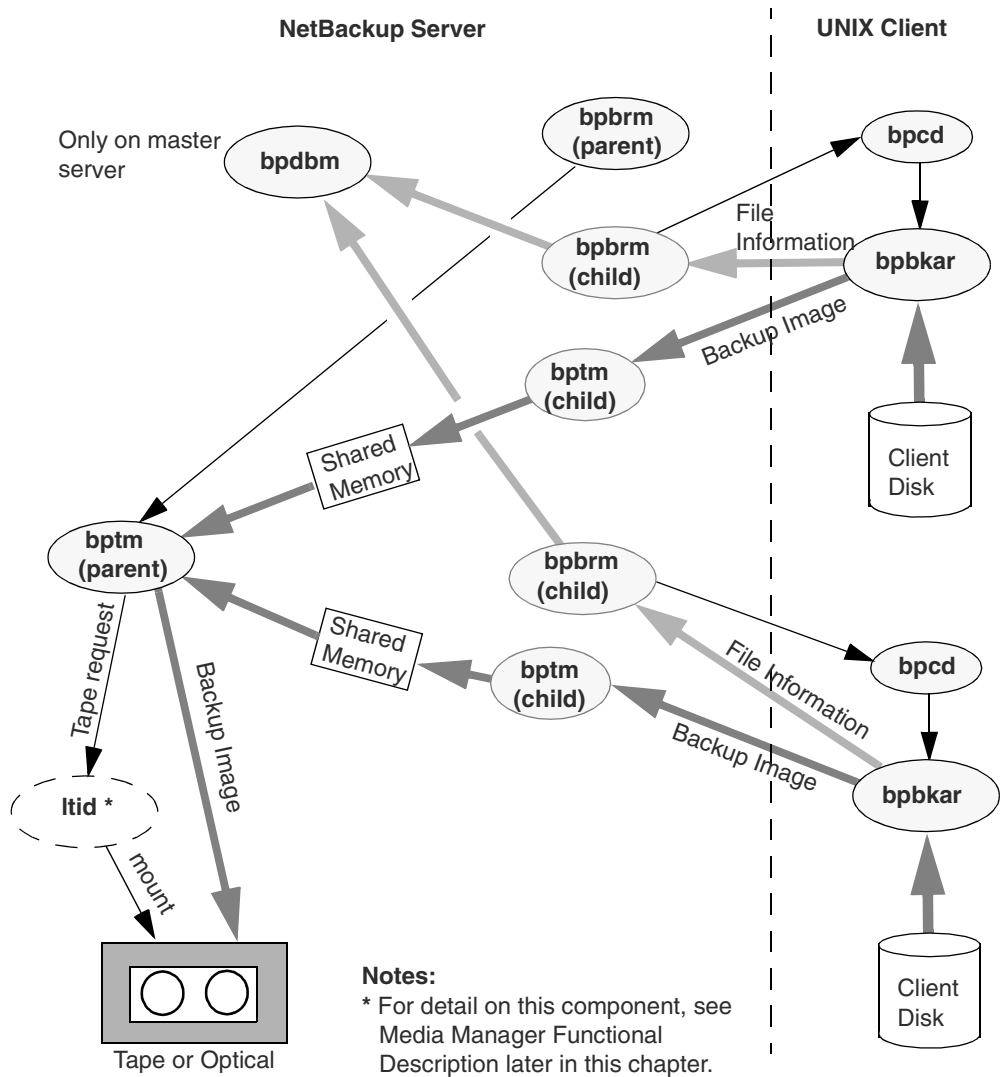 NetBackup Server
UNIX Client
Only on master
server
bpdbm
bpbrm
(parent)
bpcd
File
Information
bpbrm
(child)
bpbkar
Backup Image
bptm
(child)
Client
Disk
Shared
Memory
bptm
(parent)
bpbrm
(child)
Shared
Memory
bptm
(child)
File Information
bpcd
Backup Image
bpbkar
Tape request
Backup Image
ltid *
mount
Client
Disk
Tape or Optical
Notes:
* For detail on this component, see
Media Manager Functional
Description later in this chapter.